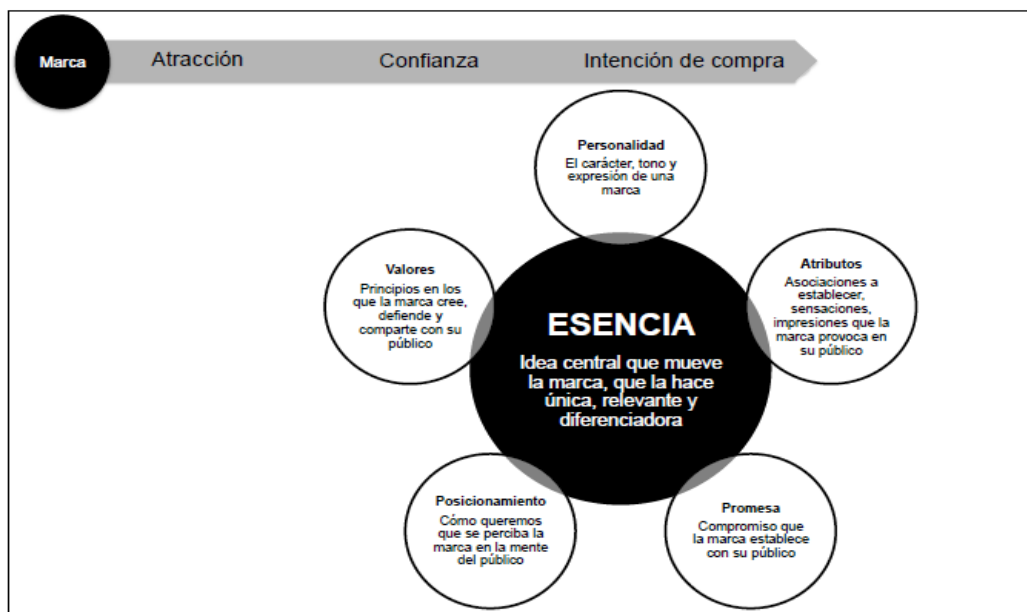 Marca
Atracción
Confianza
Intención de compra
Personalidad
El carácter, tono y
expresión de una
marca
Valores
Principios en los
que la marca cree,
defiende y
comparte con su
público
Atributos
Asociaciones a
establecer,
sensaciones,
impresiones que la
marca provoca en
su público
ESENCIA
Idea central que mueve
la marca, que la hace
única, relevante y
diferenciadora
Posicionamiento
Cómo queremos
que se perciba la
marca en la mente
del público
Promesa
Compromiso que
la marca establece
con su público